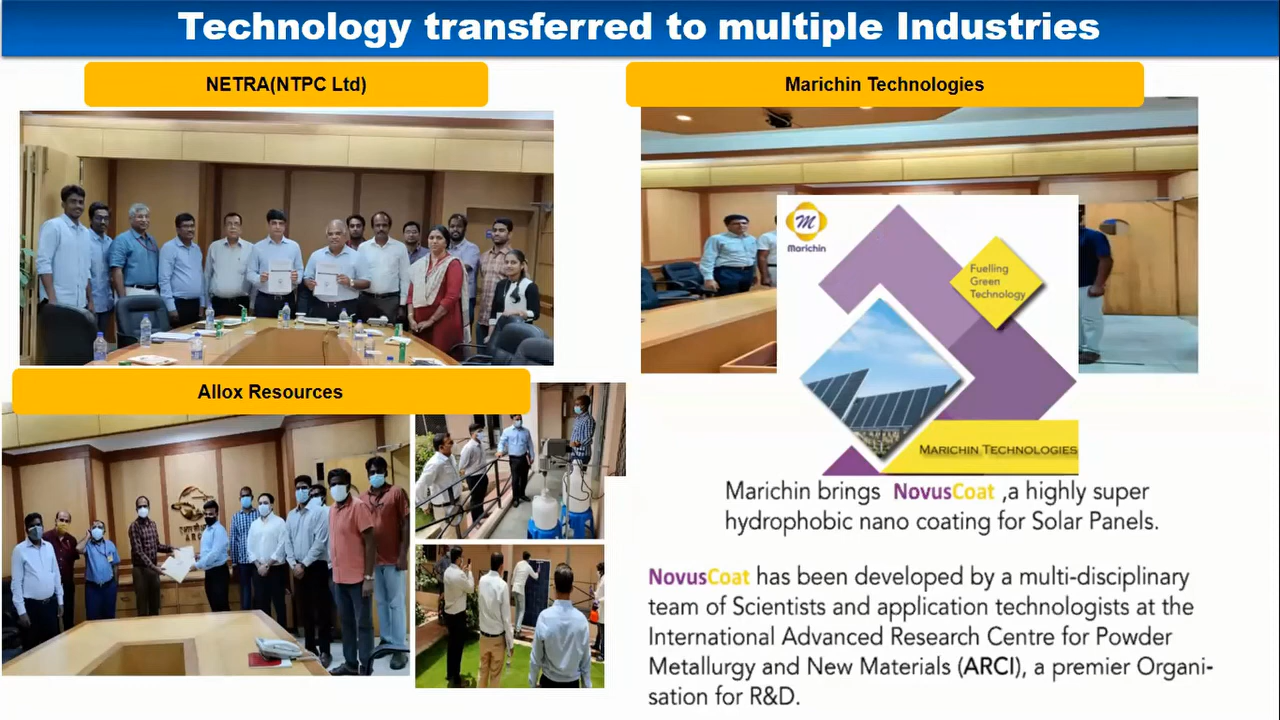 Technology transferred to multiple Industries
NETRA(NTPC Ltd)
Marichin Technologies
Allox Resources
M
Marichin
Fuelling
Green
Technology
MARICHIN TECHNOLOGIES
Marichin brings NovusCoat ,a highly super
hydrophobic nano coating for Solar Panels.
NovusCoat has been developed by a multi-disciplinary
team of Scientists and application technologists at the
International Advanced Research Centre for Powder
Metallurgy and New Materials (ARCI), a premier Organi-
sation for R&D.